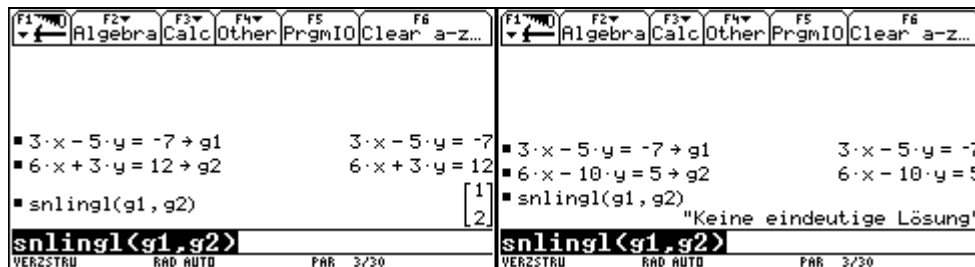 F1 F2 F3 F4 F5 F6
Algebra Calc Other PrgmIO Clear a-z…
▪ 3·x − 5·y = -7 → g1 3·x − 5·y = -7
▪ 6·x + 3·y = 12 → g2 6·x + 3·y = 12
▪ snlingl(g1, g2) [1 2]
snlingl(g1,g2)
VERZSTRU RAD AUTO PAR 3/30
F1 F2 F3 F4 F5 F6
Algebra Calc Other PrgmIO Clear a-z…
▪ 3·x − 5·y = -7 → g1 3·x − 5·y = -7
▪ 6·x − 10·y = 5 → g2 6·x − 10·y = 5
▪ snlingl(g1, g2)
"Keine eindeutige Lösung"
snlingl(g1,g2)
VERZSTRU RAD AUTO PAR 3/30